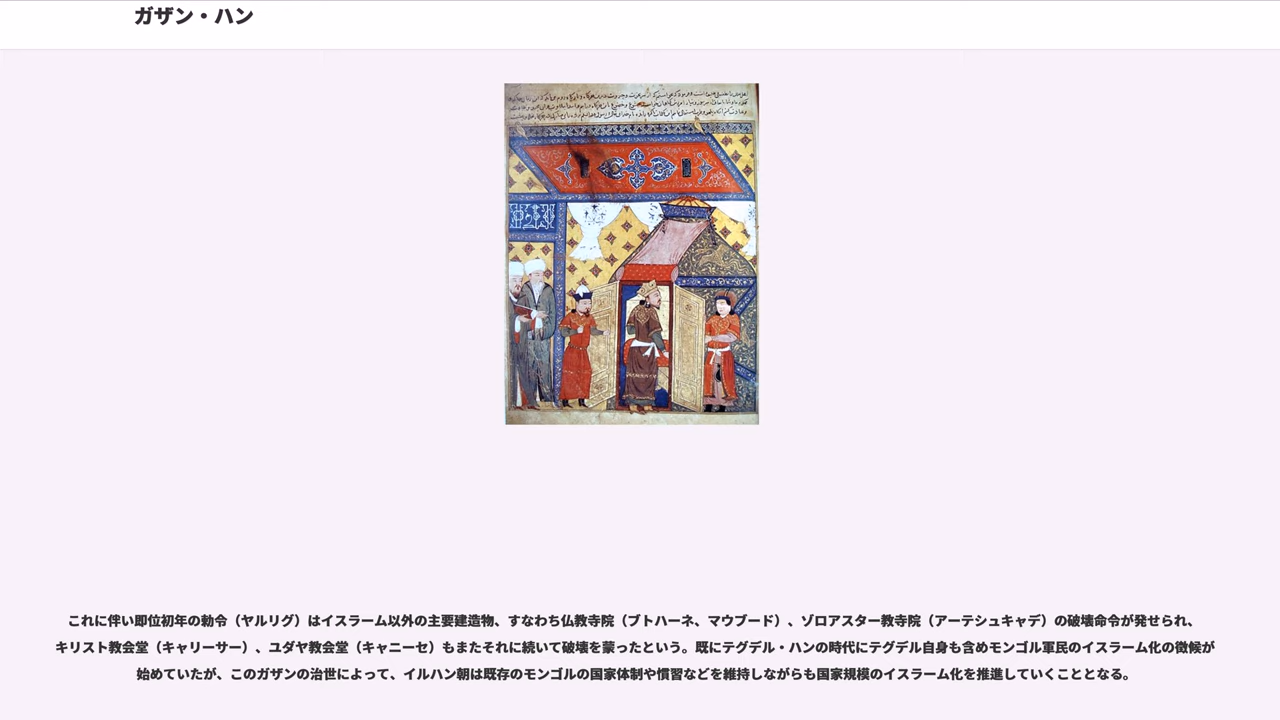 ガザン・ハン
これに伴い即位初年の勅令（ヤルリグ）はイスラーム以外の主要建造物、すなわち仏教寺院（ブトハーネ、マウブード）、ゾロアスター教寺院（アーテシュキャデ）の破壊命令が発せられ、
キリスト教会堂（キャリーサー）、ユダヤ教会堂（キャニーセ）もまたそれに続いて破壊を蒙ったという。既にテグデル・ハンの時代にテグデル自身も含めモンゴル軍民のイスラーム化の徴候が
始めていたが、このガザンの治世によって、イルハン朝は既存のモンゴルの国家体制や慣習などを維持しながらも国家規模のイスラーム化を推進していくこととなる。